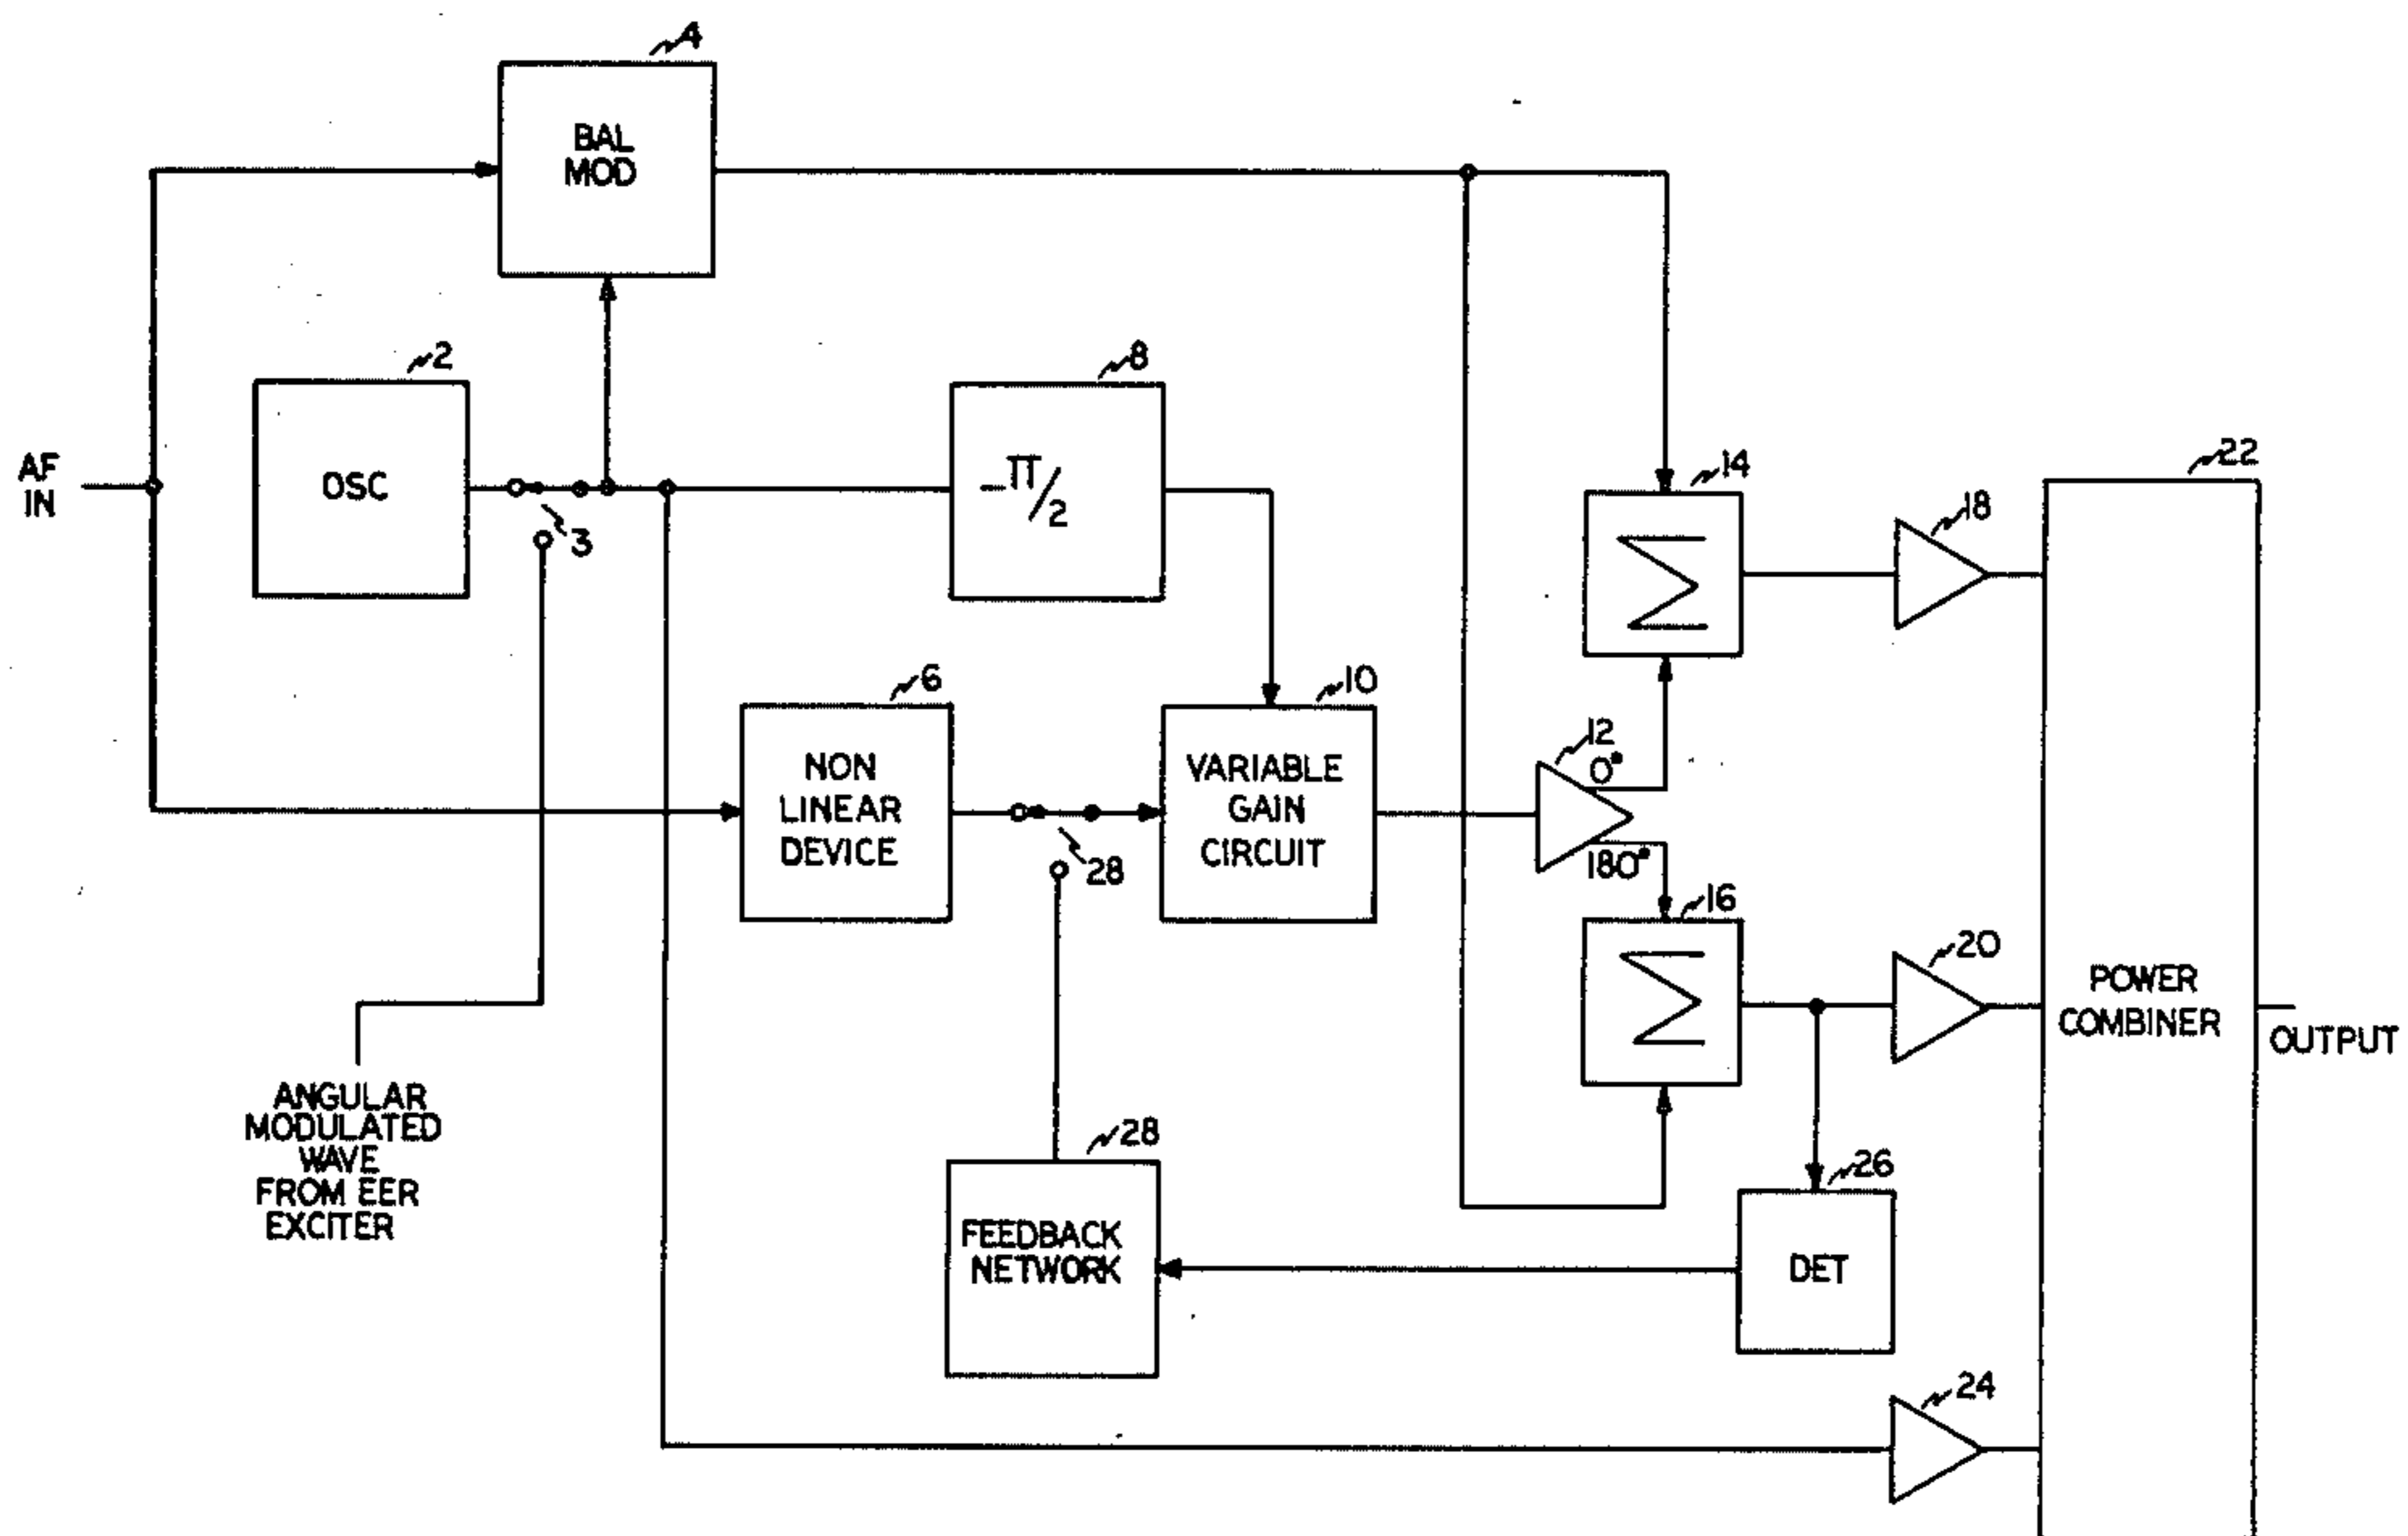 4
BAL
MOD
2
OSC
AF
IN
3
8
-π/2
14
Σ
18
22
6
NON
LINEAR
DEVICE
28
10
VARIABLE
GAIN
CIRCUIT
12
0°
180°
16
Σ
20
POWER
COMBINER
OUTPUT
ANGULAR
MODULATED
WAVE
FROM EER
EXCITER
28
FEEDBACK
NETWORK
26
DET
24